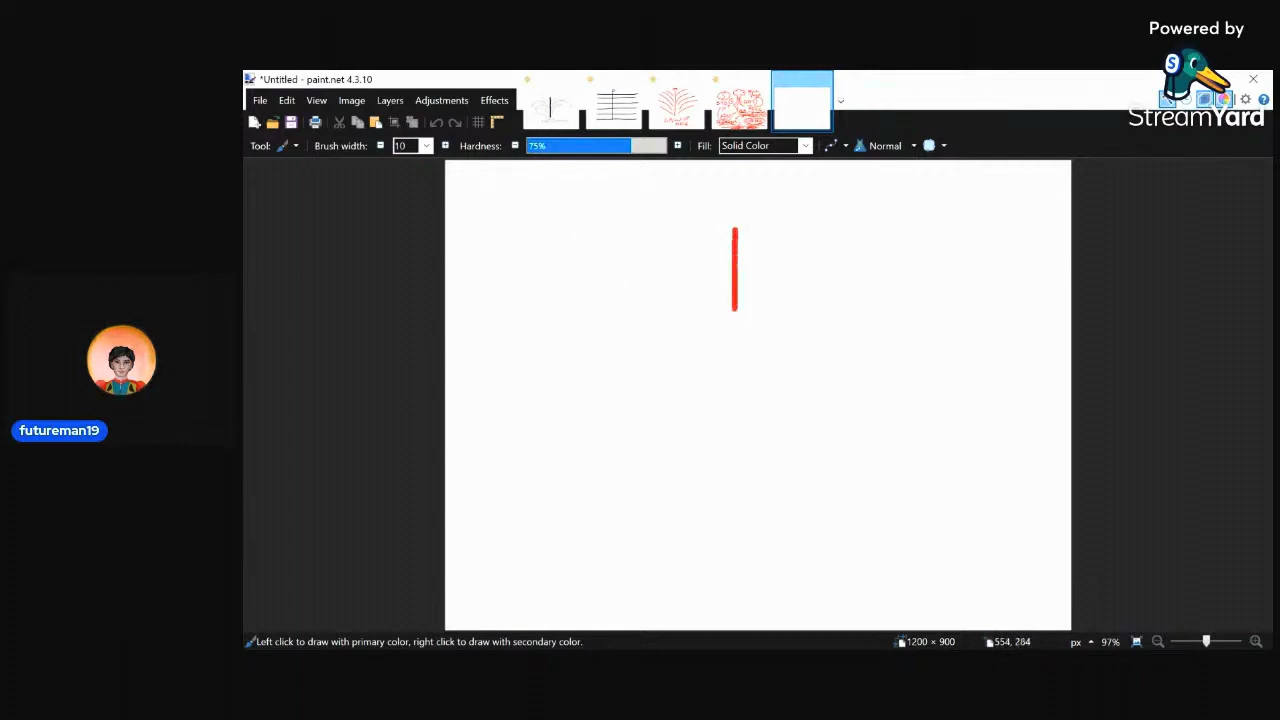 Powered by
StreamYard
*Untitled - paint.net 4.3.10
File Edit View Image Layers Adjustments Effects
Tool: Brush width: 10 Hardness: 75% Fill: Solid Color Normal
futureman19
Left click to draw with primary color, right click to draw with secondary color. 1200 × 900 554, 284 px 97%